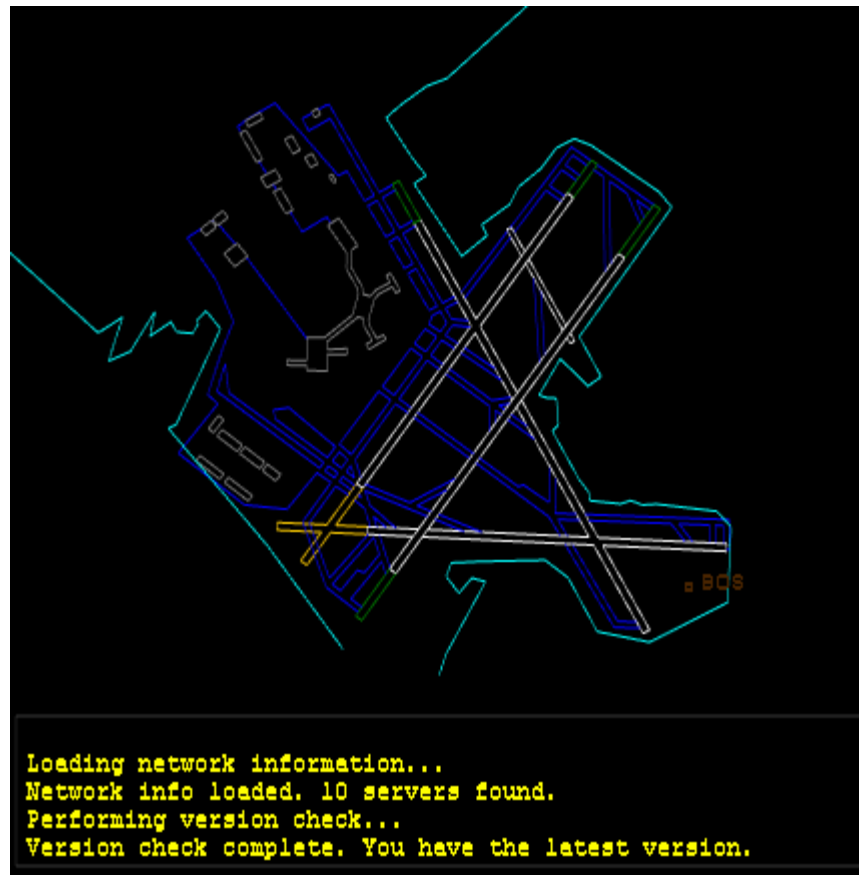 BOS
Loading network information...
Network info loaded. 10 servers found.
Performing version check...
Version check complete. You have the latest version.